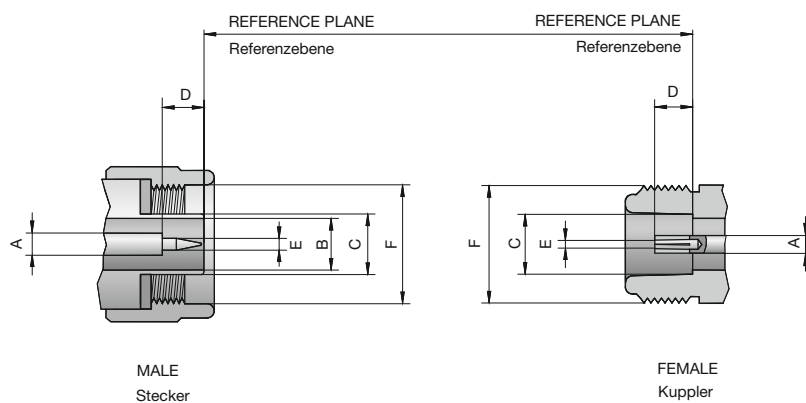 REFERENCE PLANE
Referenzebene
REFERENCE PLANE
Referenzebene
D
D
A
E
B
C
F
F
C
E
A
MALE
Stecker
FEMALE
Kuppler